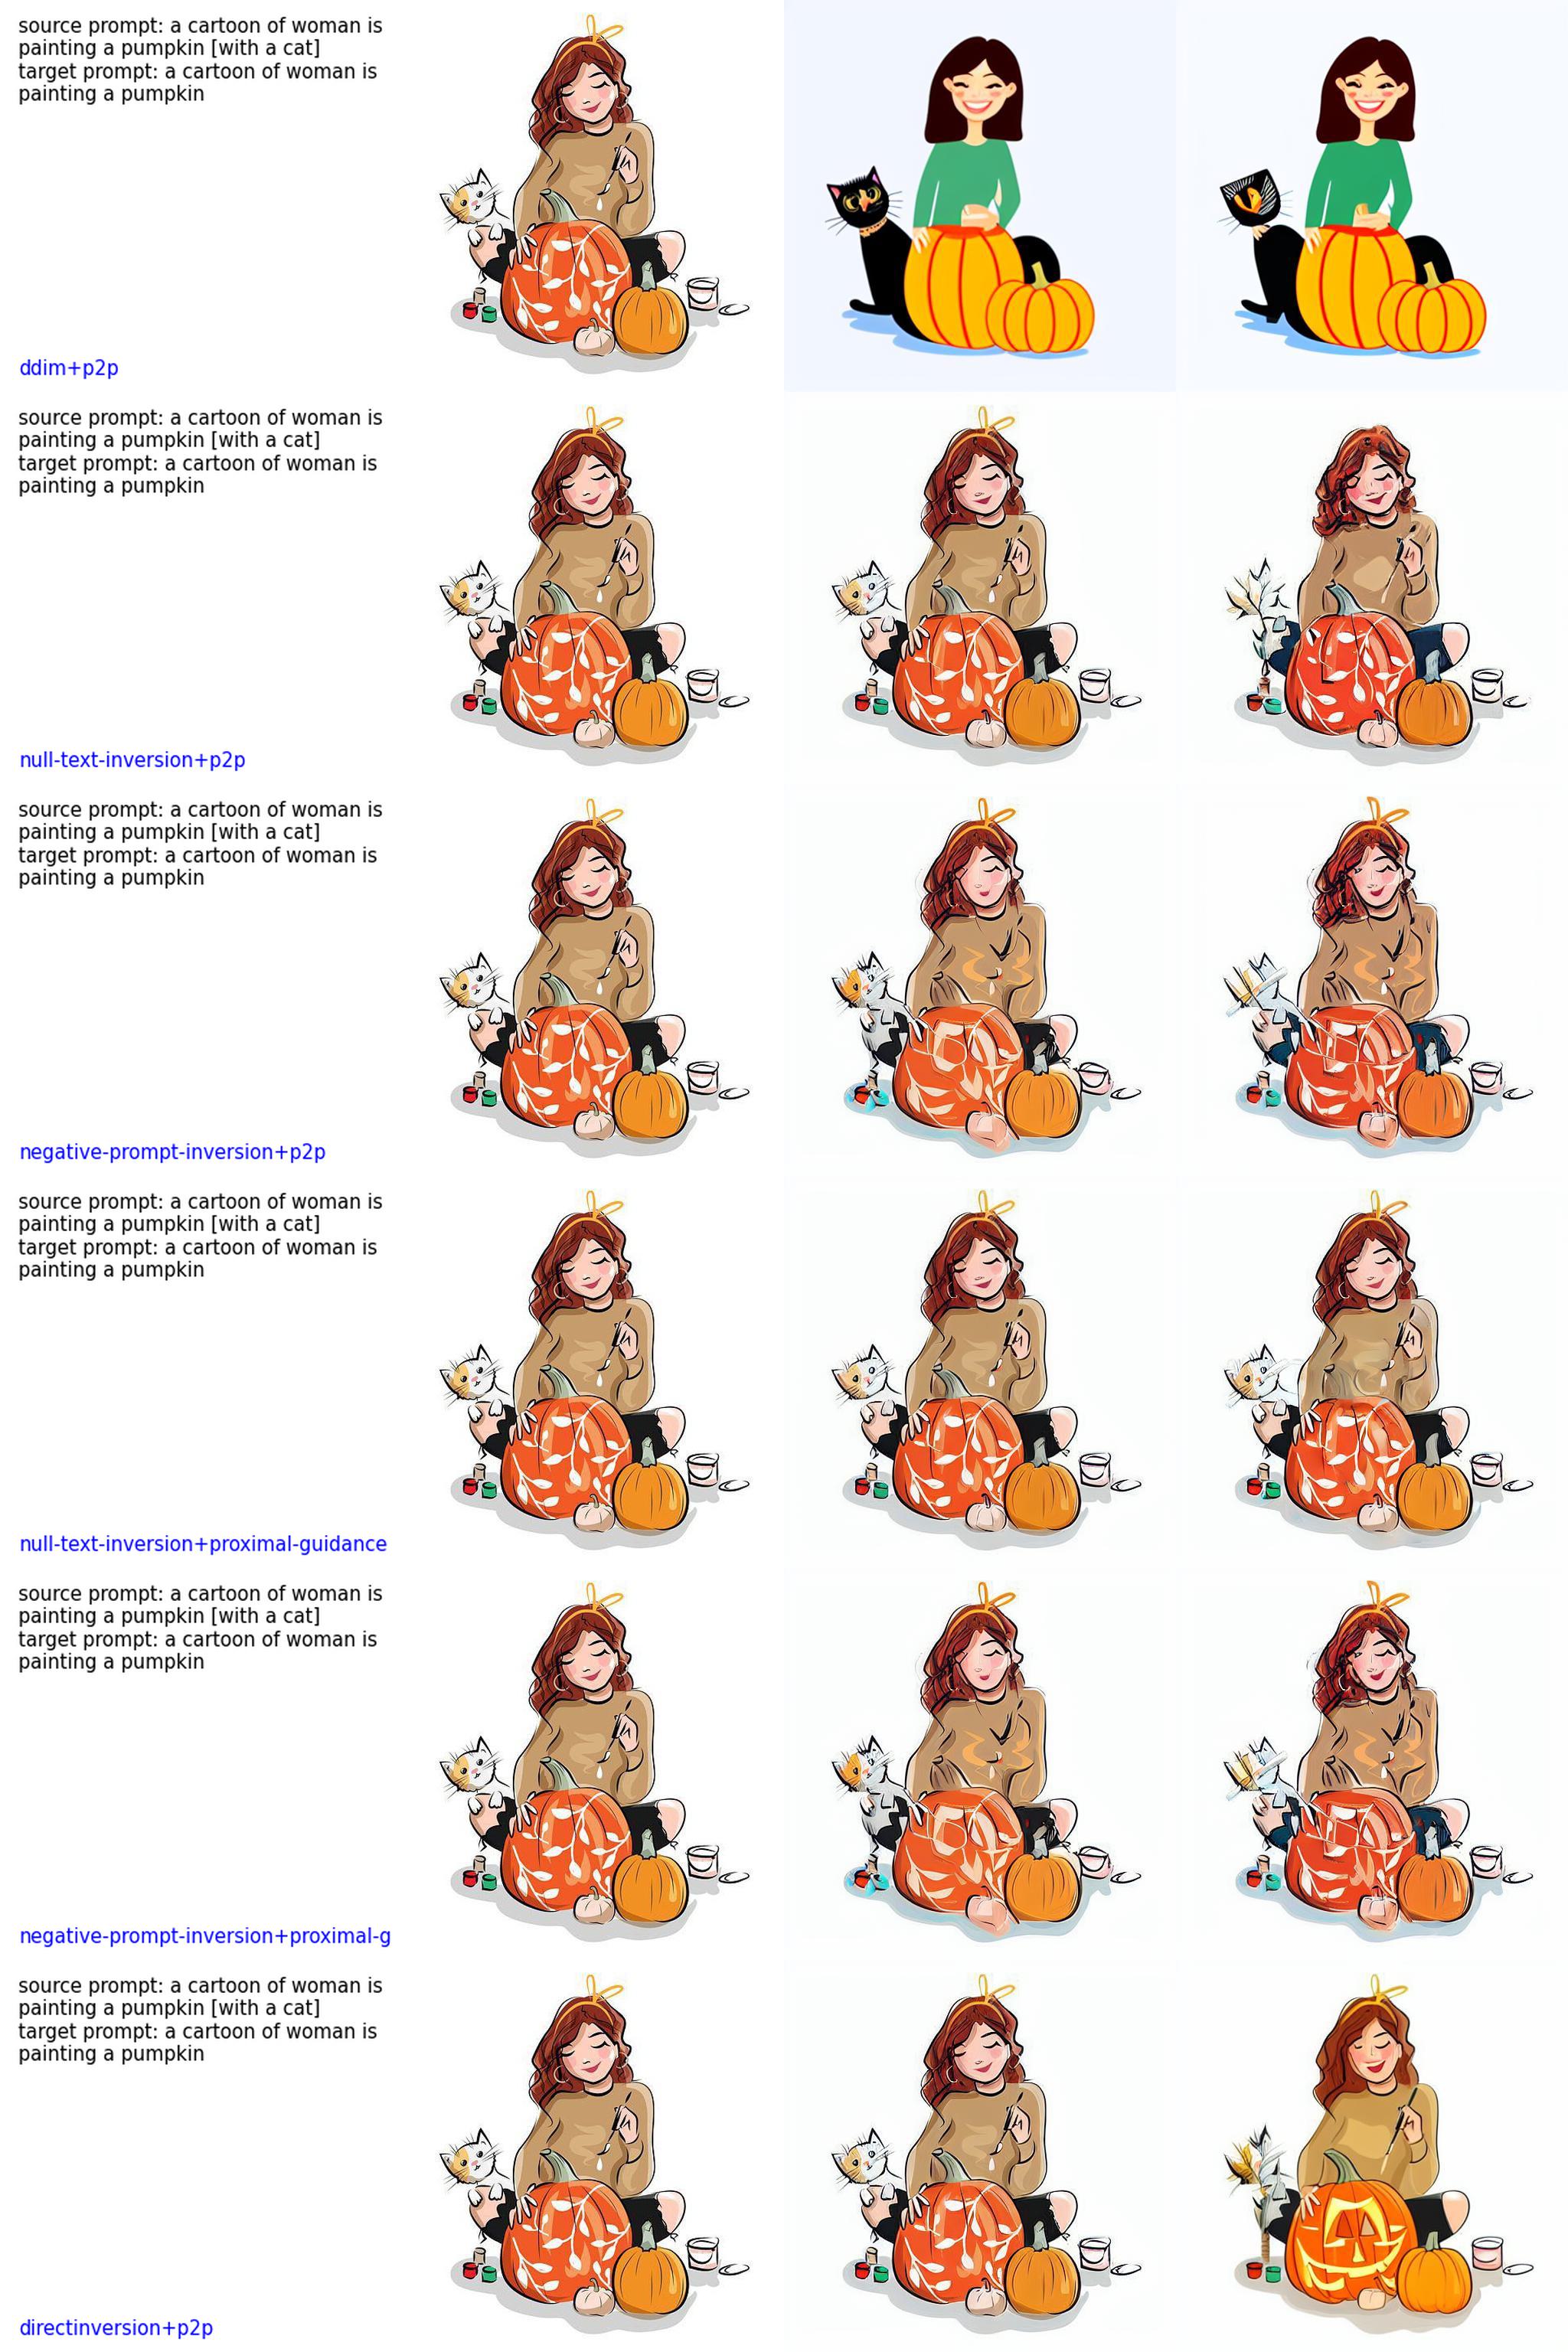 source prompt: a cartoon of woman is
painting a pumpkin [with a cat]
target prompt: a cartoon of woman is
painting a pumpkin
ddim+p2p
source prompt: a cartoon of woman is
painting a pumpkin [with a cat]
target prompt: a cartoon of woman is
painting a pumpkin
null-text-inversion+p2p
source prompt: a cartoon of woman is
painting a pumpkin [with a cat]
target prompt: a cartoon of woman is
painting a pumpkin
negative-prompt-inversion+p2p
source prompt: a cartoon of woman is
painting a pumpkin [with a cat]
target prompt: a cartoon of woman is
painting a pumpkin
null-text-inversion+proximal-guidance
source prompt: a cartoon of woman is
painting a pumpkin [with a cat]
target prompt: a cartoon of woman is
painting a pumpkin
negative-prompt-inversion+proximal-g
source prompt: a cartoon of woman is
painting a pumpkin [with a cat]
target prompt: a cartoon of woman is
painting a pumpkin
directinversion+p2p